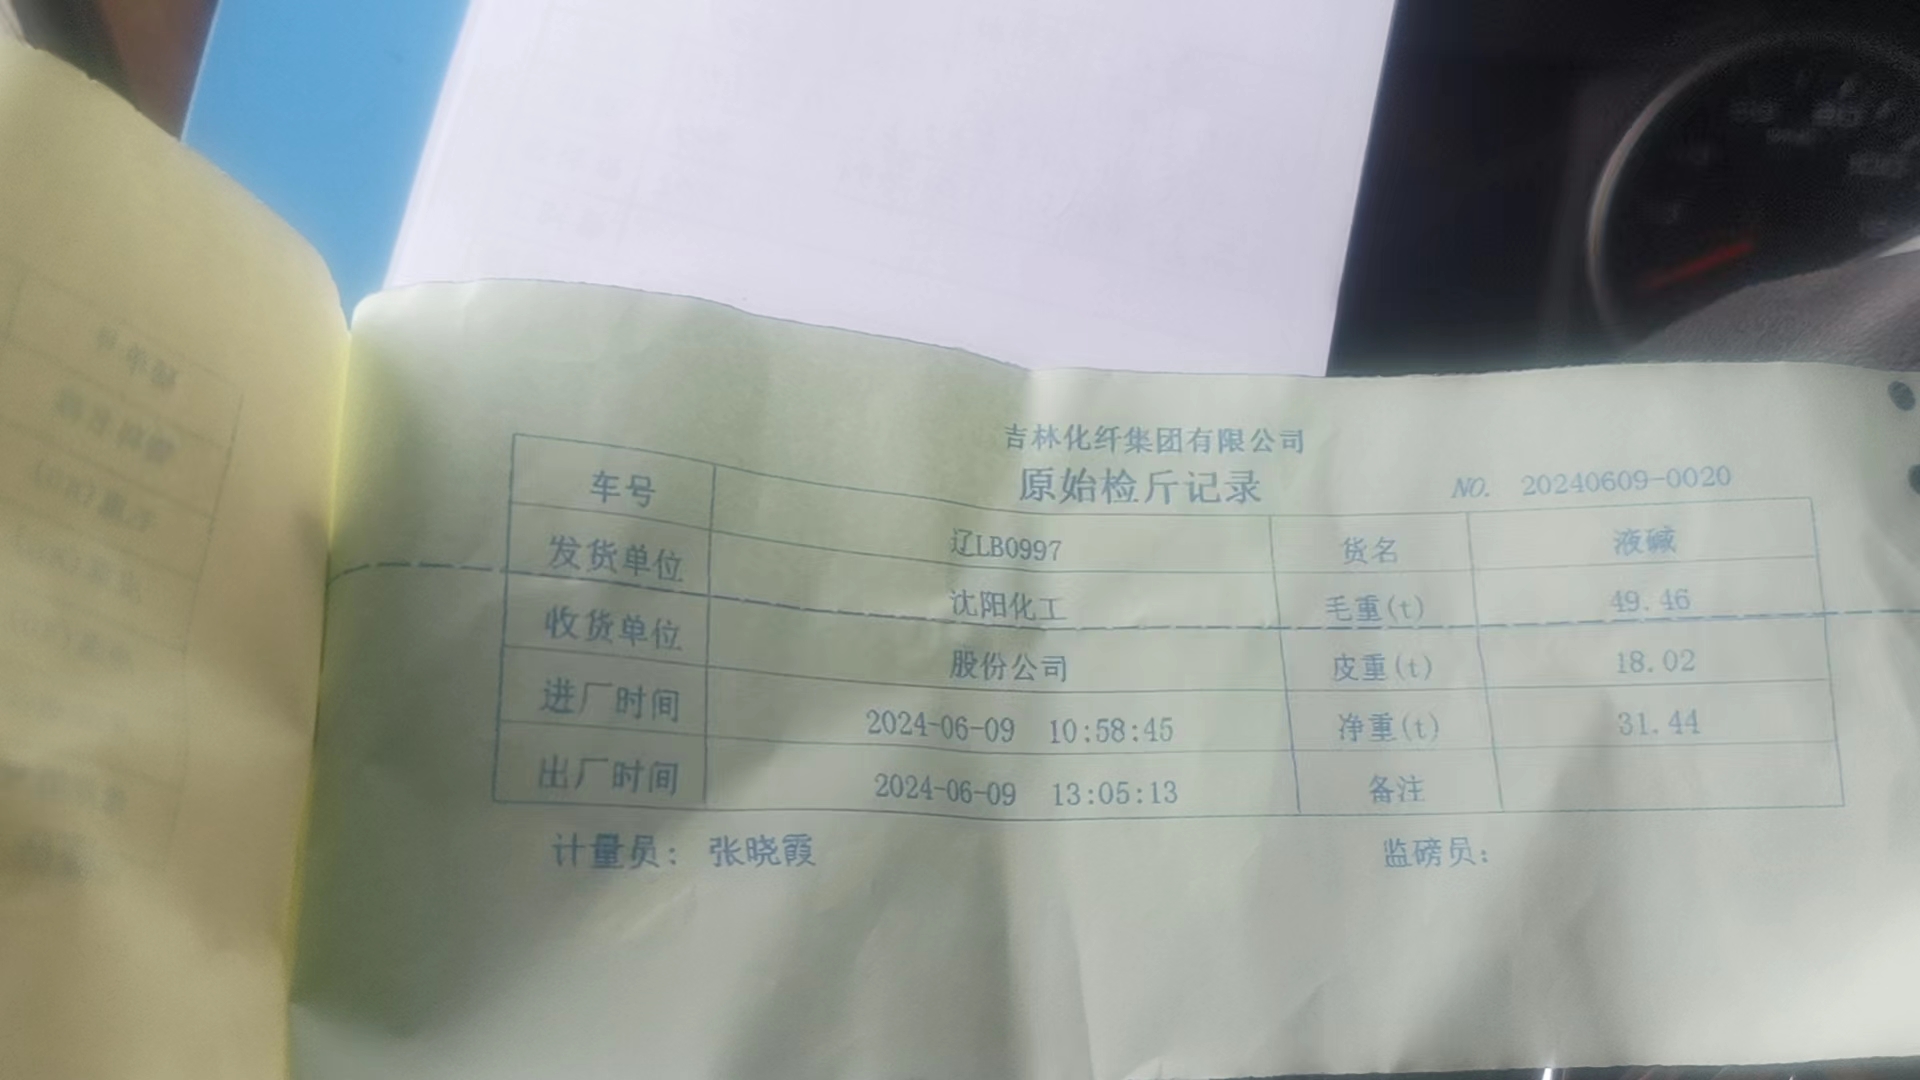 吉林化纤集团有限公司
原始检斤记录
NO. 20240609-0020
车号 辽LB0997 货名 液碱
发货单位 沈阳化工 毛重(t) 49.46
收货单位 股份公司 皮重(t) 18.02
进厂时间 2024-06-09 10:58:45 净重(t) 31.44
出厂时间 2024-06-09 13:05:13 备注
计量员: 张晓霞 监磅员: